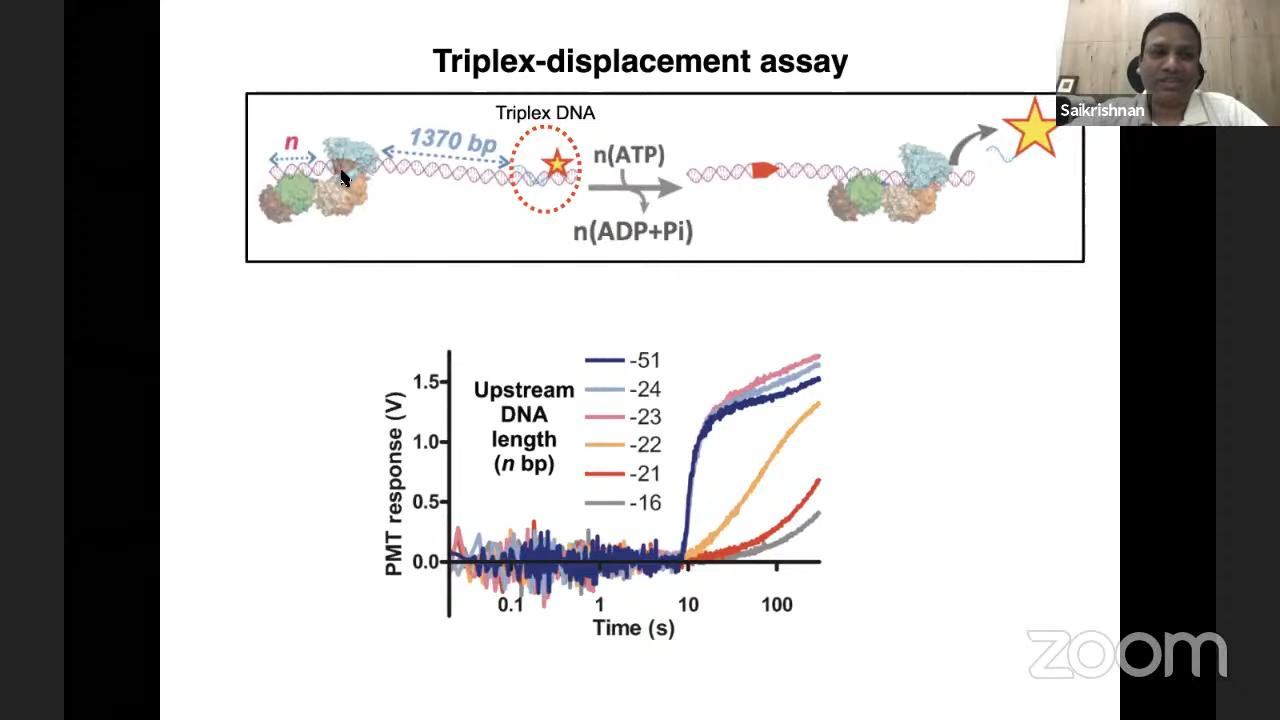 Triplex-displacement assay
Saikrishnan
Triplex DNA
n
1370 bp
n(ATP)
n(ADP+Pi)
Upstream
DNA
length
(n bp)
-51
-24
-23
-22
-21
-16
PMT response (V)
1.5
1.0
0.5
0.0
0.1
1
10
100
Time (s)
zoom